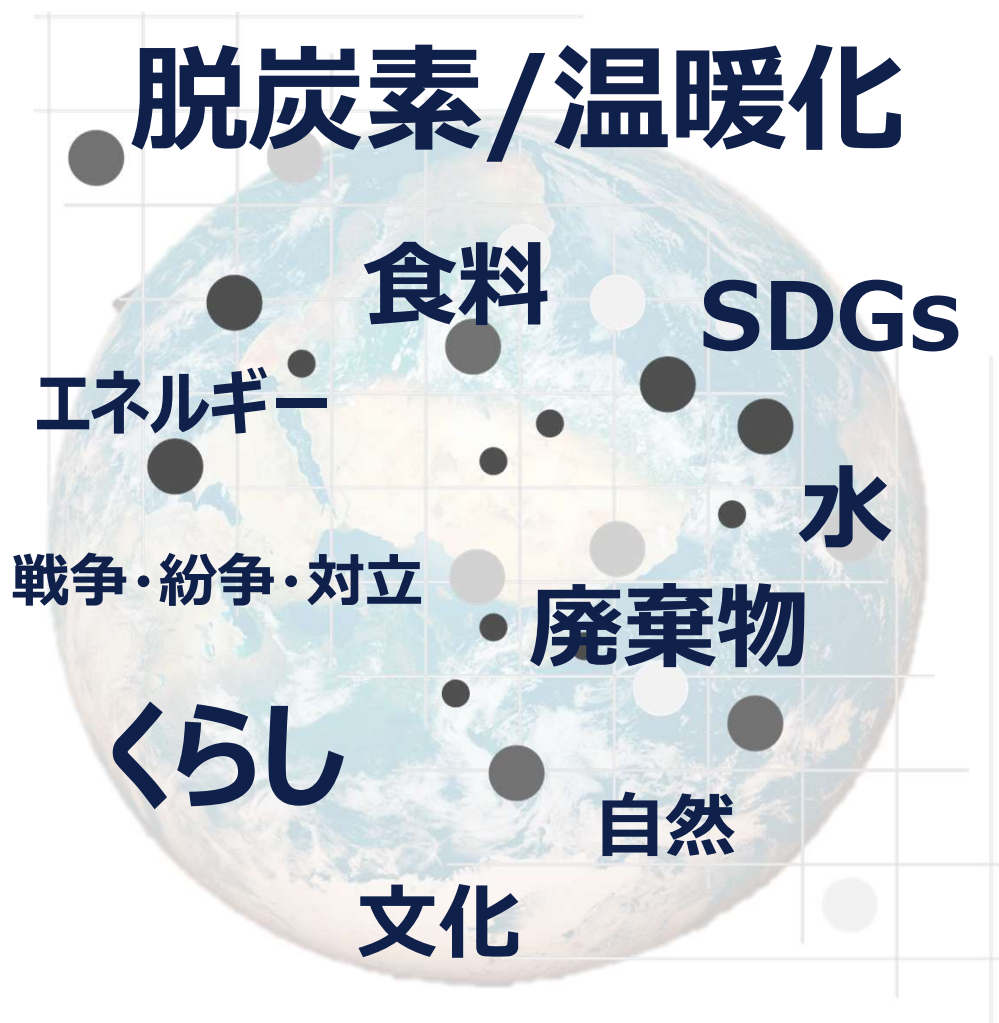 脱炭素/温暖化
食料
SDGs
エネルギー
水
戦争・紛争・対立
廃棄物
くらし
自然
文化